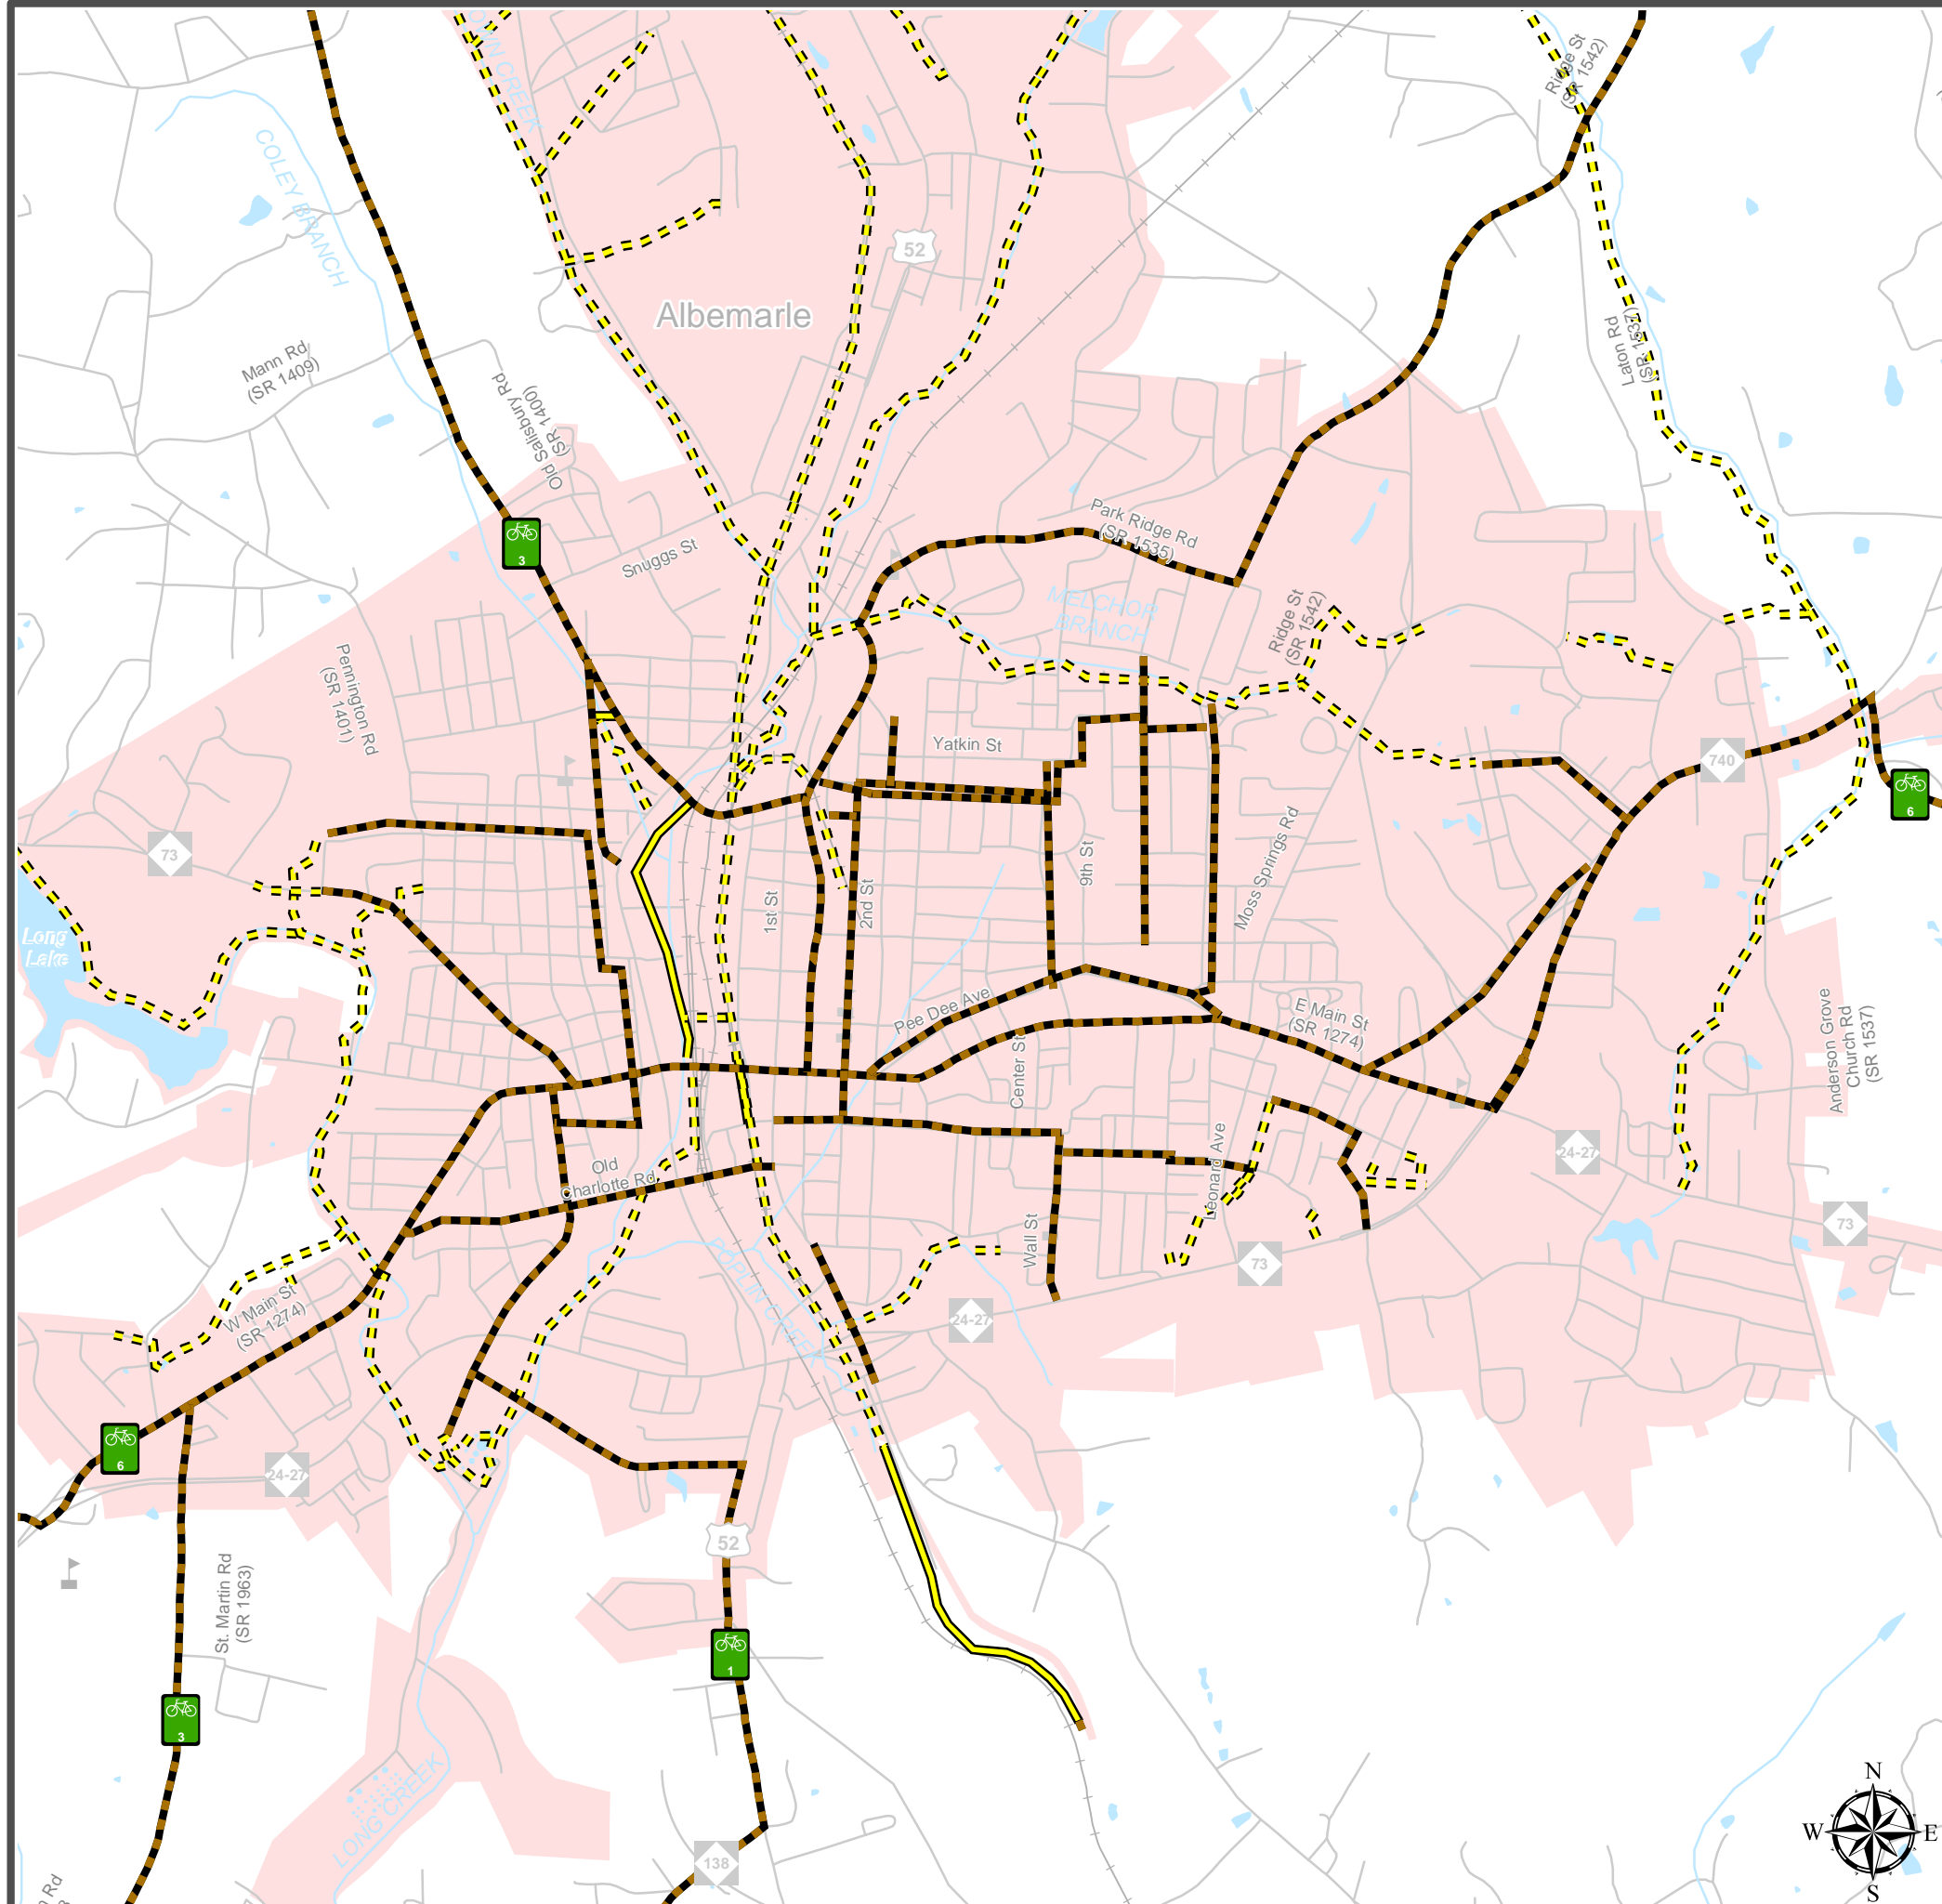 Ridge St
(SR 1542)
COLEY BRANCH
52
Albemarle
Mann Rd
(SR 1409)
Laton Rd
(SR 1537)
Old Salisbury Rd
(SR 1400)
3
Park Ridge Rd
(SR 1535)
Snuggs St
MELCHOR
BRANCH
Ridge St
(SR 1542)
Pennington Rd
(SR 1401)
Yatkin St
740
6
73
9th St
Moss Springs Rd
1st St
2nd St
Long
Lake
Pee Dee Ave
E Main St
(SR 1274)
Anderson Grove
Church Rd
(SR 1537)
Center St
24-27
Old
Charlotte Rd
Leonard Ave
73
Wall St
73
POPLIN CREEK
W Main St
(SR 1274)
24-27
6
24-27
52
St. Martin Rd
(SR 1963)
1
3
LONG CREEK
138
N
W E
S
Rd